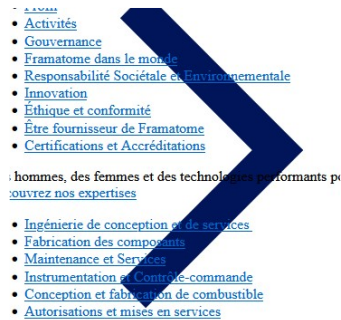 Profil
Activités
Gouvernance
Framatome dans le monde
Responsabilité Sociétale et Environnementale
Innovation
Éthique et conformité
Être fournisseur de Framatome
Certifications et Accréditations
hommes, des femmes et des technologies performants
couvrez nos expertises
Ingénierie de conception et de services
Fabrication des composants
Maintenance et Services
Instrumentation et Contrôle-commande
Conception et fabrication de combustible
Autorisations et mises en services